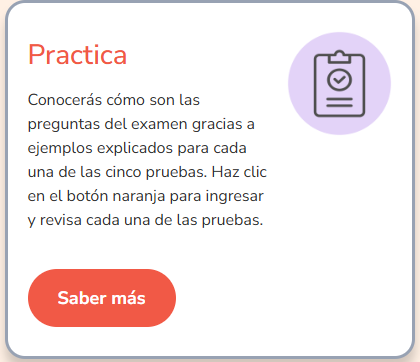 Practica
Conocerás cómo son las
preguntas del examen gracias a
ejemplos explicados para cada
una de las cinco pruebas. Haz clic
en el botón naranja para ingresar
y revisa cada una de las pruebas.
Saber más